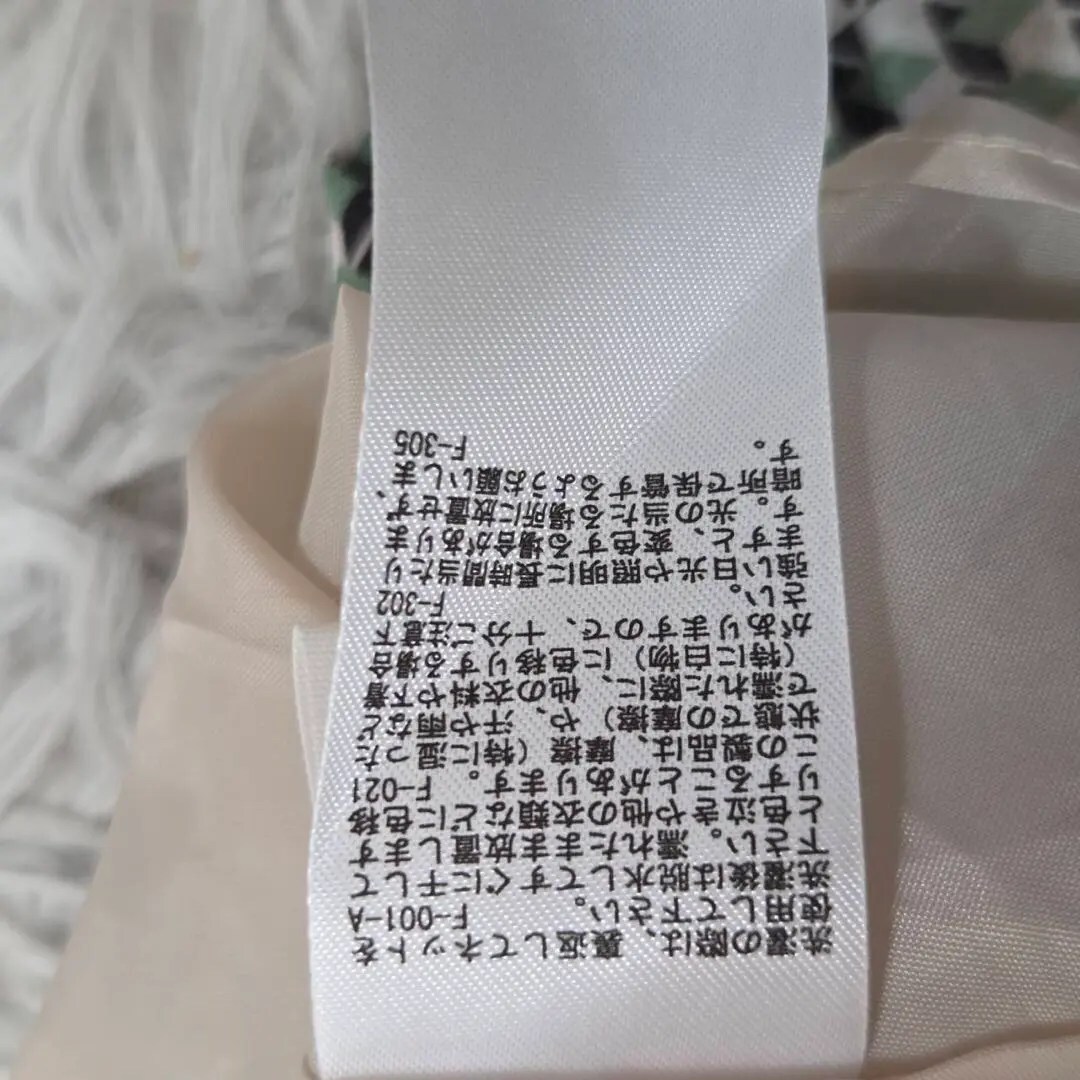 洗濯の際は、裏返してネットを
使用して下さい。 F-001-A
洗濯後は脱水してすぐに干して
下さい。濡れたまま放置します
と色泣きや他の衣類などに色移
りすることがあります。 F-021
この製品は、摩擦（特に湿った
状態での摩擦）や、汗や雨など
で濡れた際に、他の衣料や下着
（特に白物）に色移りする場合
がありますので、十分ご注意下
さい。 F-302
強い日光や照明に長時間当たり
ますと、変色する場合がありま
す。光の当たる場所に放置せず、
暗所で保管するようお願いしま
す。 F-305